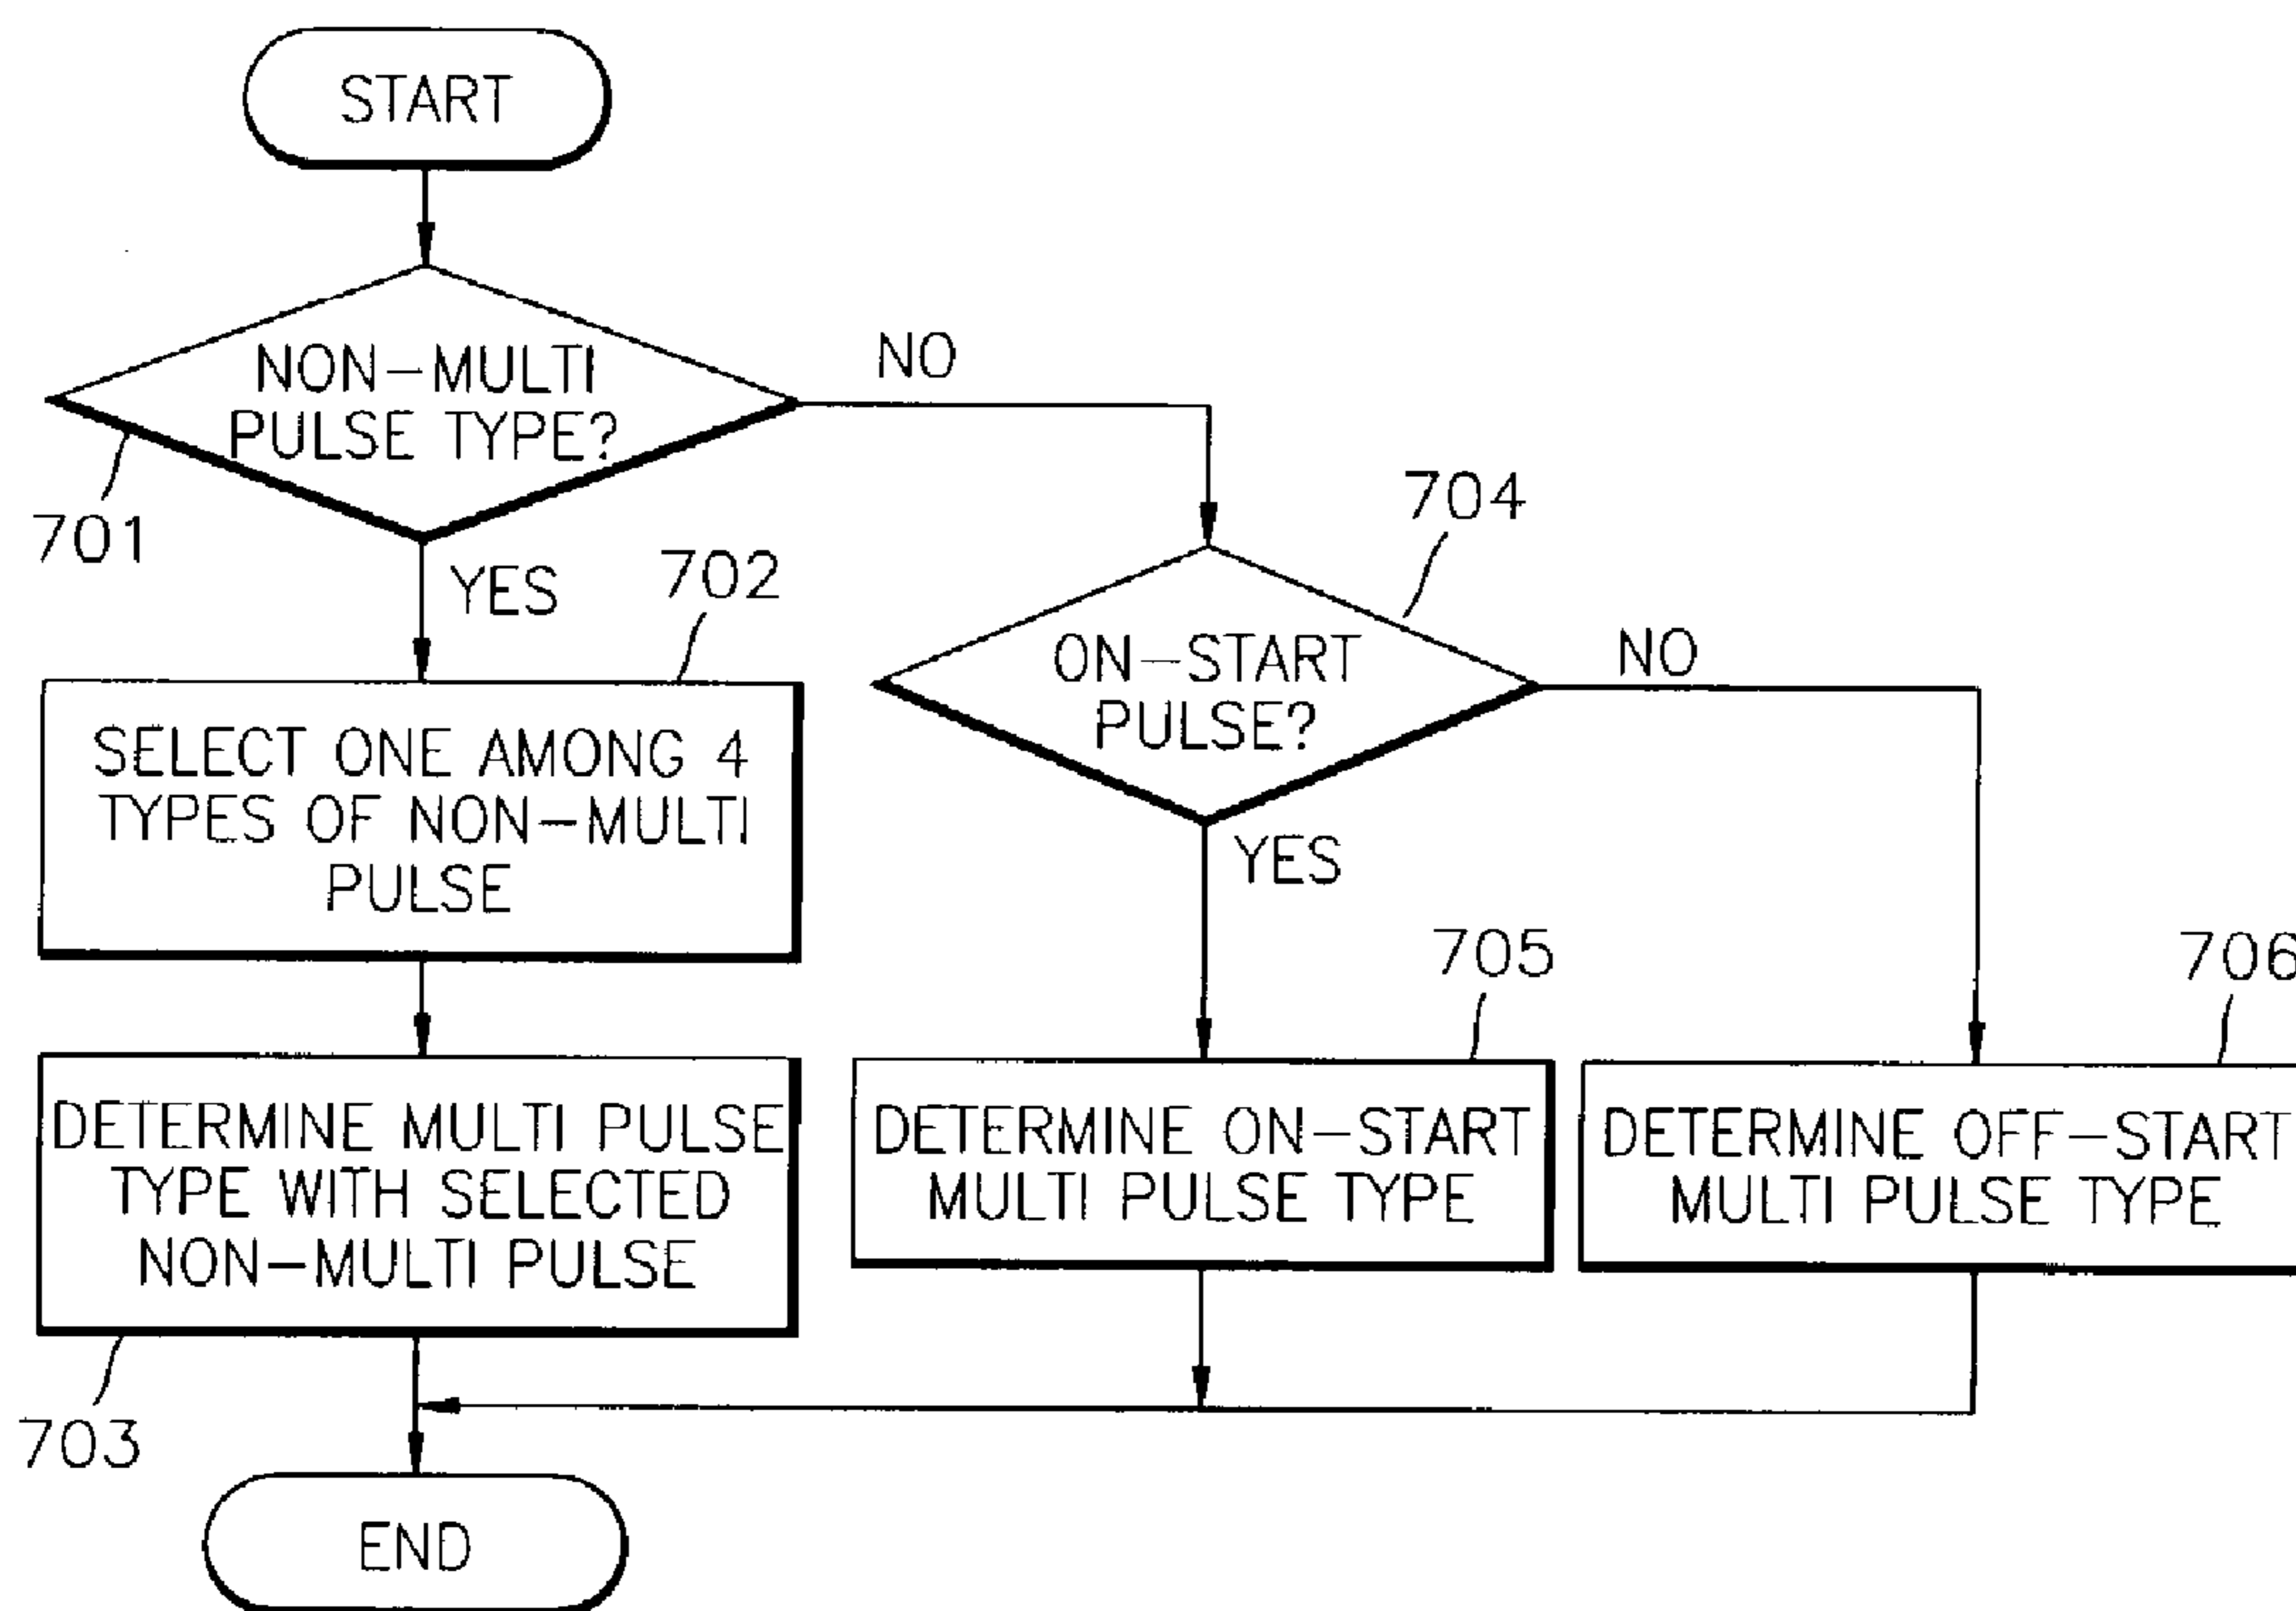 START
NON-MULTI
PULSE TYPE?
701
NO
YES
702
704
SELECT ONE AMONG 4
TYPES OF NON-MULTI
PULSE
ON-START
PULSE?
NO
YES
705
706
DETERMINE MULTI PULSE
TYPE WITH SELECTED
NON-MULTI PULSE
703
DETERMINE ON-START
MULTI PULSE TYPE
DETERMINE OFF-START
MULTI PULSE TYPE
END